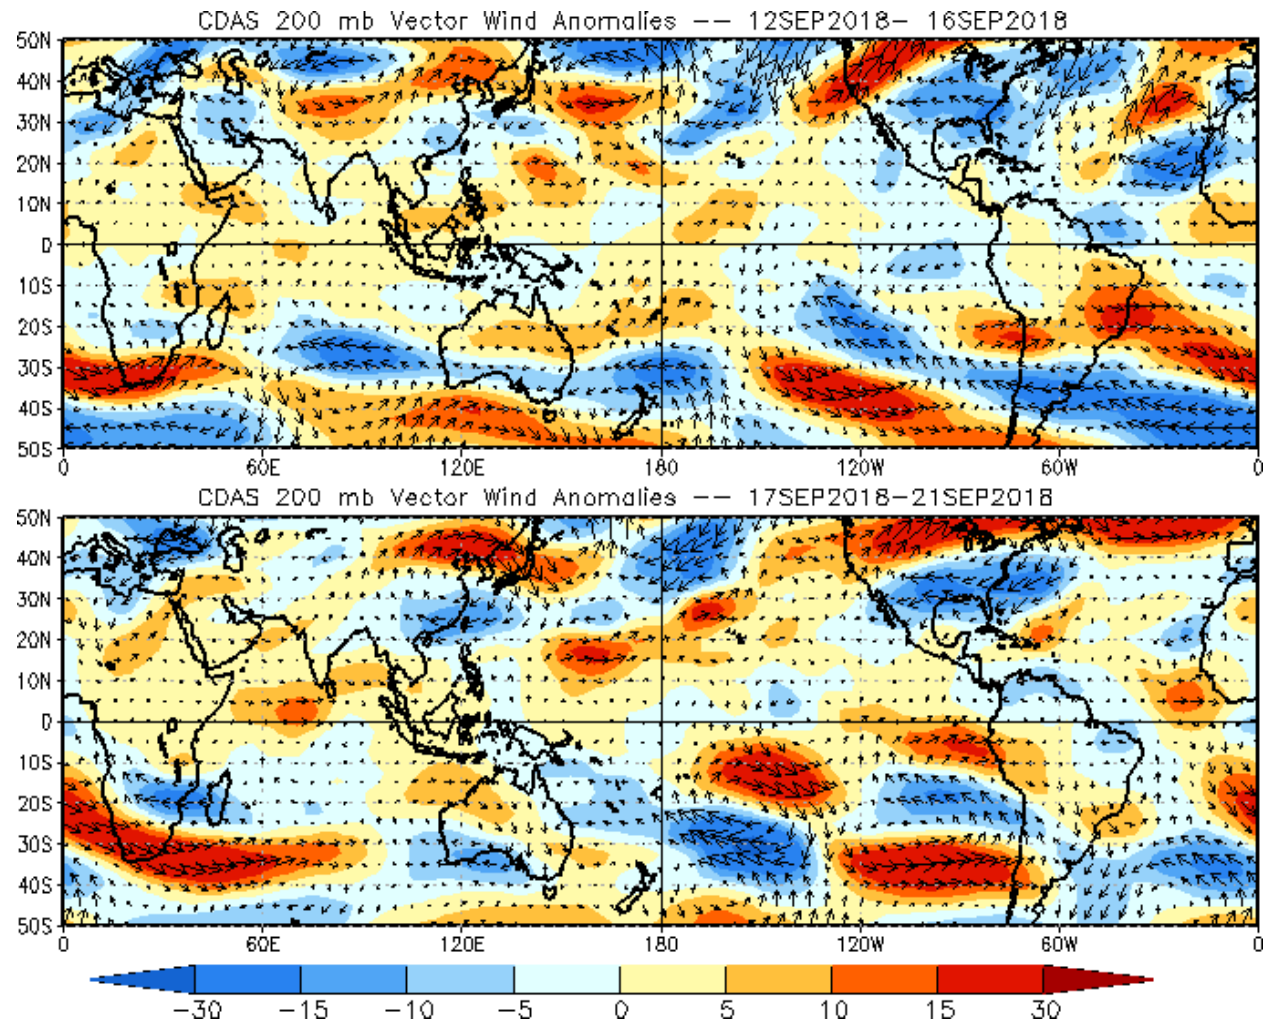 CDAS 200 mb Vector Wind Anomalies -- 12SEP2018- 16SEP2018
50N
40N
30N
20N
10N
0
10S
20S
30S
40S
50S
0 60E 120E 180 120W 60W 0
CDAS 200 mb Vector Wind Anomalies -- 17SEP2018-21SEP2018
50N
40N
30N
20N
10N
0
10S
20S
30S
40S
50S
0 60E 120E 180 120W 60W 0
-30 -15 -10 -5 0 5 10 15 30